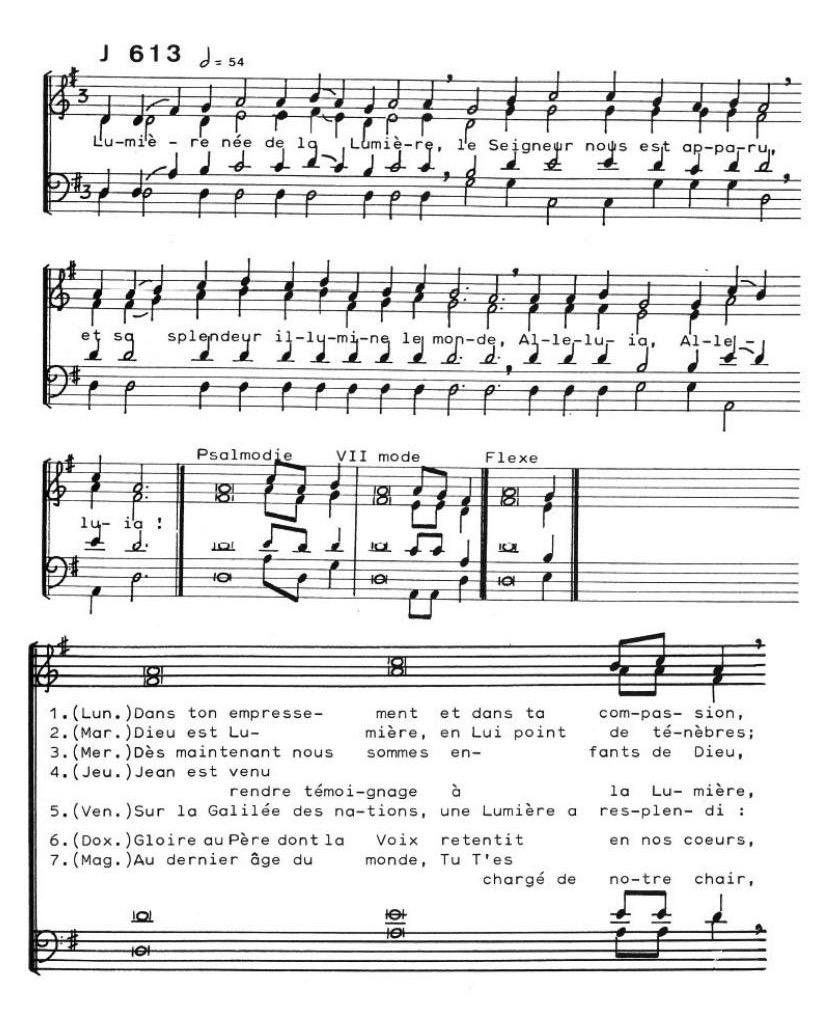 J 613 𝅗𝅥 = 54
3
Lu-miè - re née de la Lumiè-re, le Seigneur nous est ap-pa-ru,
3
et sa splendeur il-lu-mi-ne le mon-de, Al-le-lu- ia, Al-le-
Psalmodie VII mode Flexe
lu- ia !
1.(Lun.)Dans ton empresse- ment et dans ta com-pas- sion,
2.(Mar.)Dieu est Lu- mière, en Lui point de té-nèbres;
3.(Mer.)Dès maintenant nous sommes en- fants de Dieu,
4.(Jeu.)Jean est venu
rendre témoi-gnage à la Lu- mière,
5.(Ven.)Sur la Galilée des na-tions, une Lumière a res-plen- di :
6.(Dox.)Gloire au Père dont la Voix retentit en nos coeurs,
7.(Mag.)Au dernier âge du monde, Tu T'es
chargé de no-tre chair,